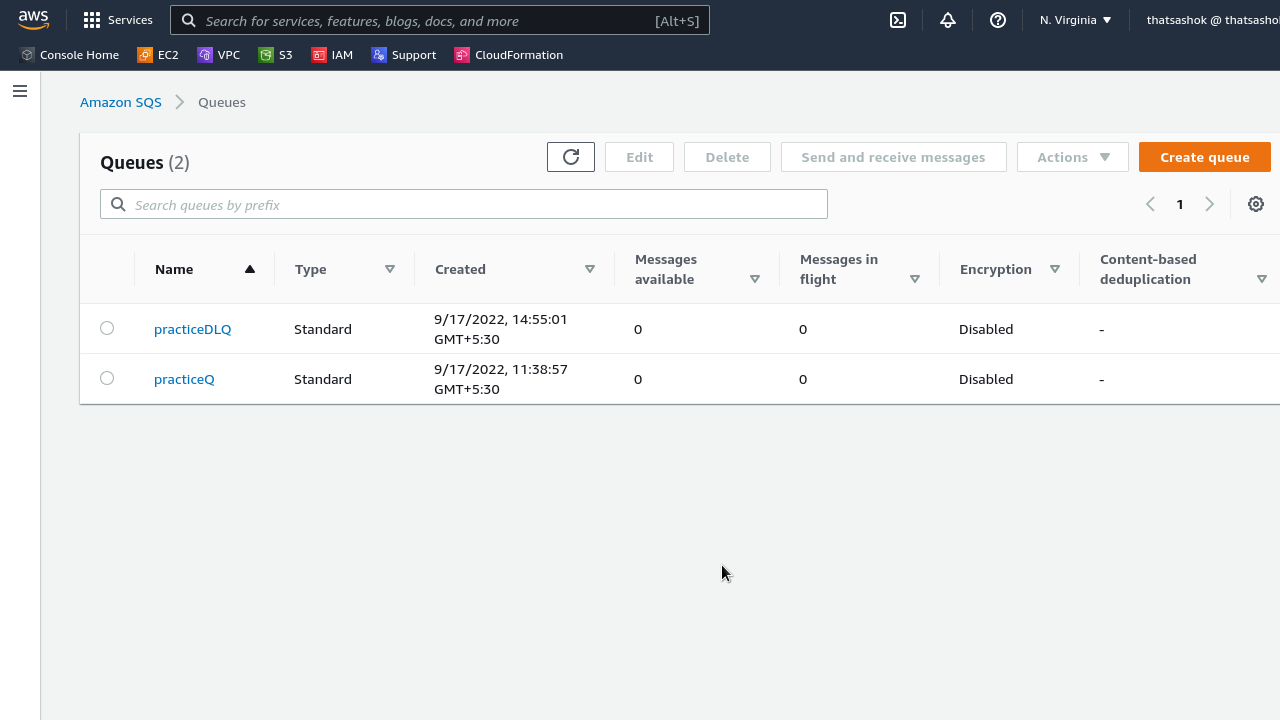 aws
Services
Search for services, features, blogs, docs, and more [Alt+S]
N. Virginia
thatsashok @ thatsasho
Console Home
EC2
VPC
S3
IAM
Support
CloudFormation
Amazon SQS
Queues
Queues (2)
Edit
Delete
Send and receive messages
Actions
Create queue
Search queues by prefix
1
Name
Type
Created
Messages available
Messages in flight
Encryption
Content-based deduplication
practiceDLQ
Standard
9/17/2022, 14:55:01
GMT+5:30
0
0
Disabled
-
practiceQ
Standard
9/17/2022, 11:38:57
GMT+5:30
0
0
Disabled
-